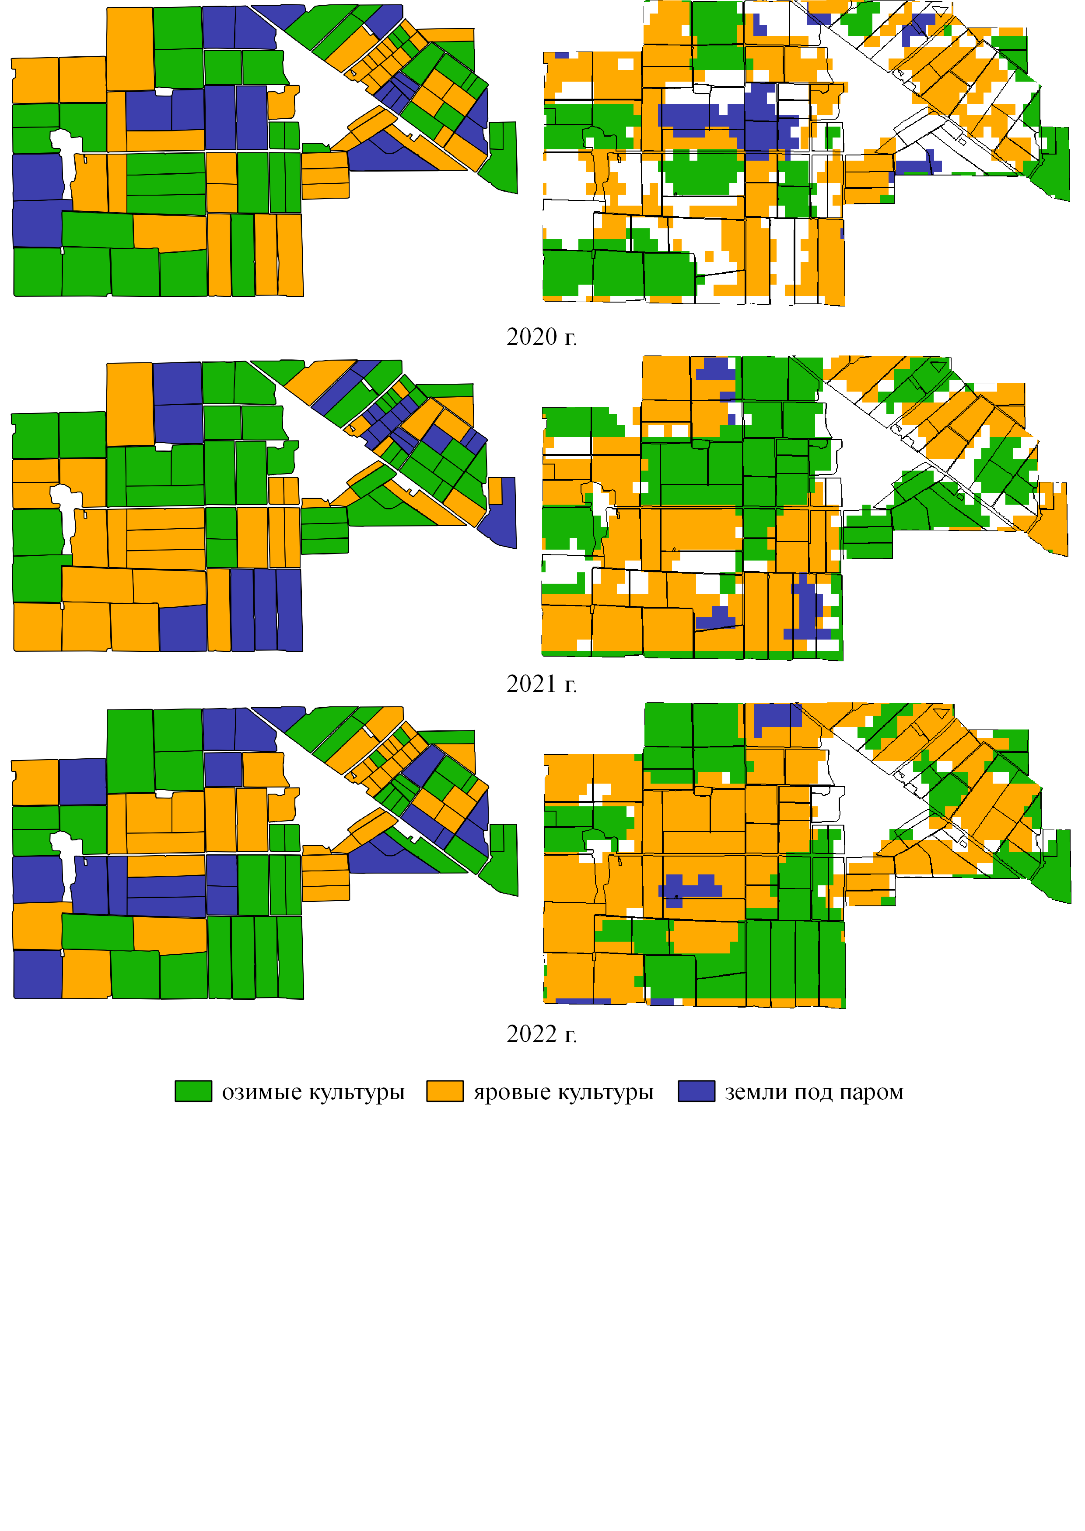 2020 г.
2021 г.
2022 г.
озимые культуры яровые культуры земли под паром